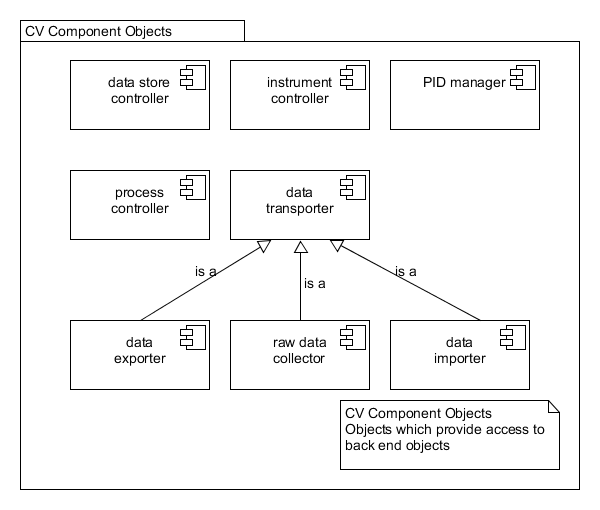 CV Component Objects
data store
controller
instrument
controller
PID manager
process
controller
data
transporter
is a
is a
is a
data
exporter
raw data
collector
data
importer
CV Component Objects
Objects which provide access to
back end objects